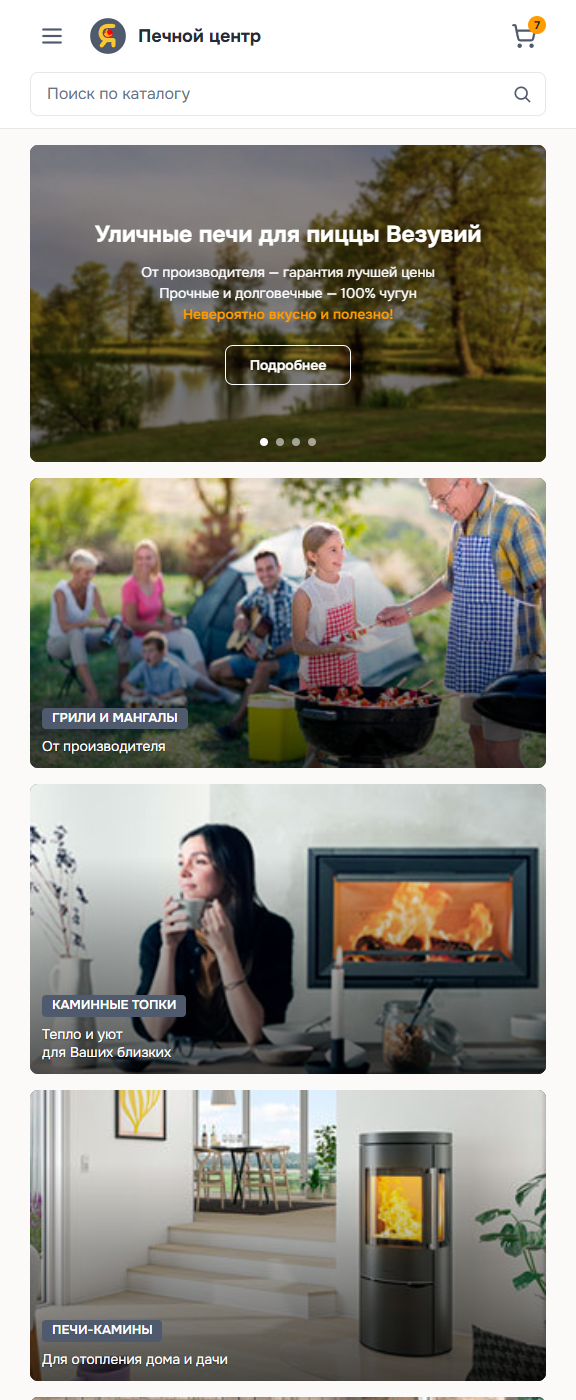 Печной центр
7
Поиск по каталогу
Уличные печи для пиццы Везувий
От производителя — гарантия лучшей цены
Прочные и долговечные — 100% чугун
Невероятно вкусно и полезно!
Подробнее
ГРИЛИ И МАНГАЛЫ
От производителя
КАМИННЫЕ ТОПКИ
Тепло и уют
для Ваших близких
ПЕЧИ-КАМИНЫ
Для отопления дома и дачи